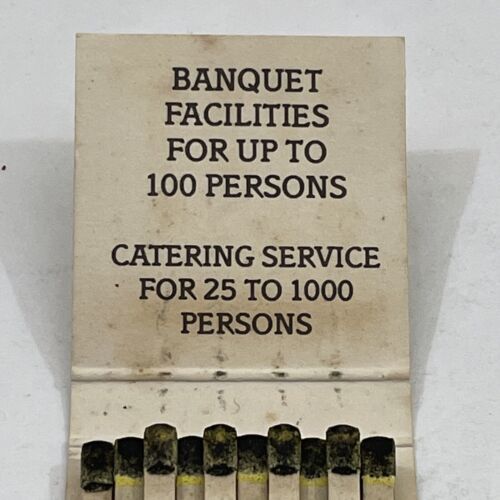 BANQUET
FACILITIES
FOR UP TO
100 PERSONS
CATERING SERVICE
FOR 25 TO 1000
PERSONS